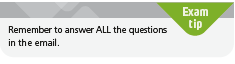 Exam
tip
Remember to answer ALL the questions
in the email.